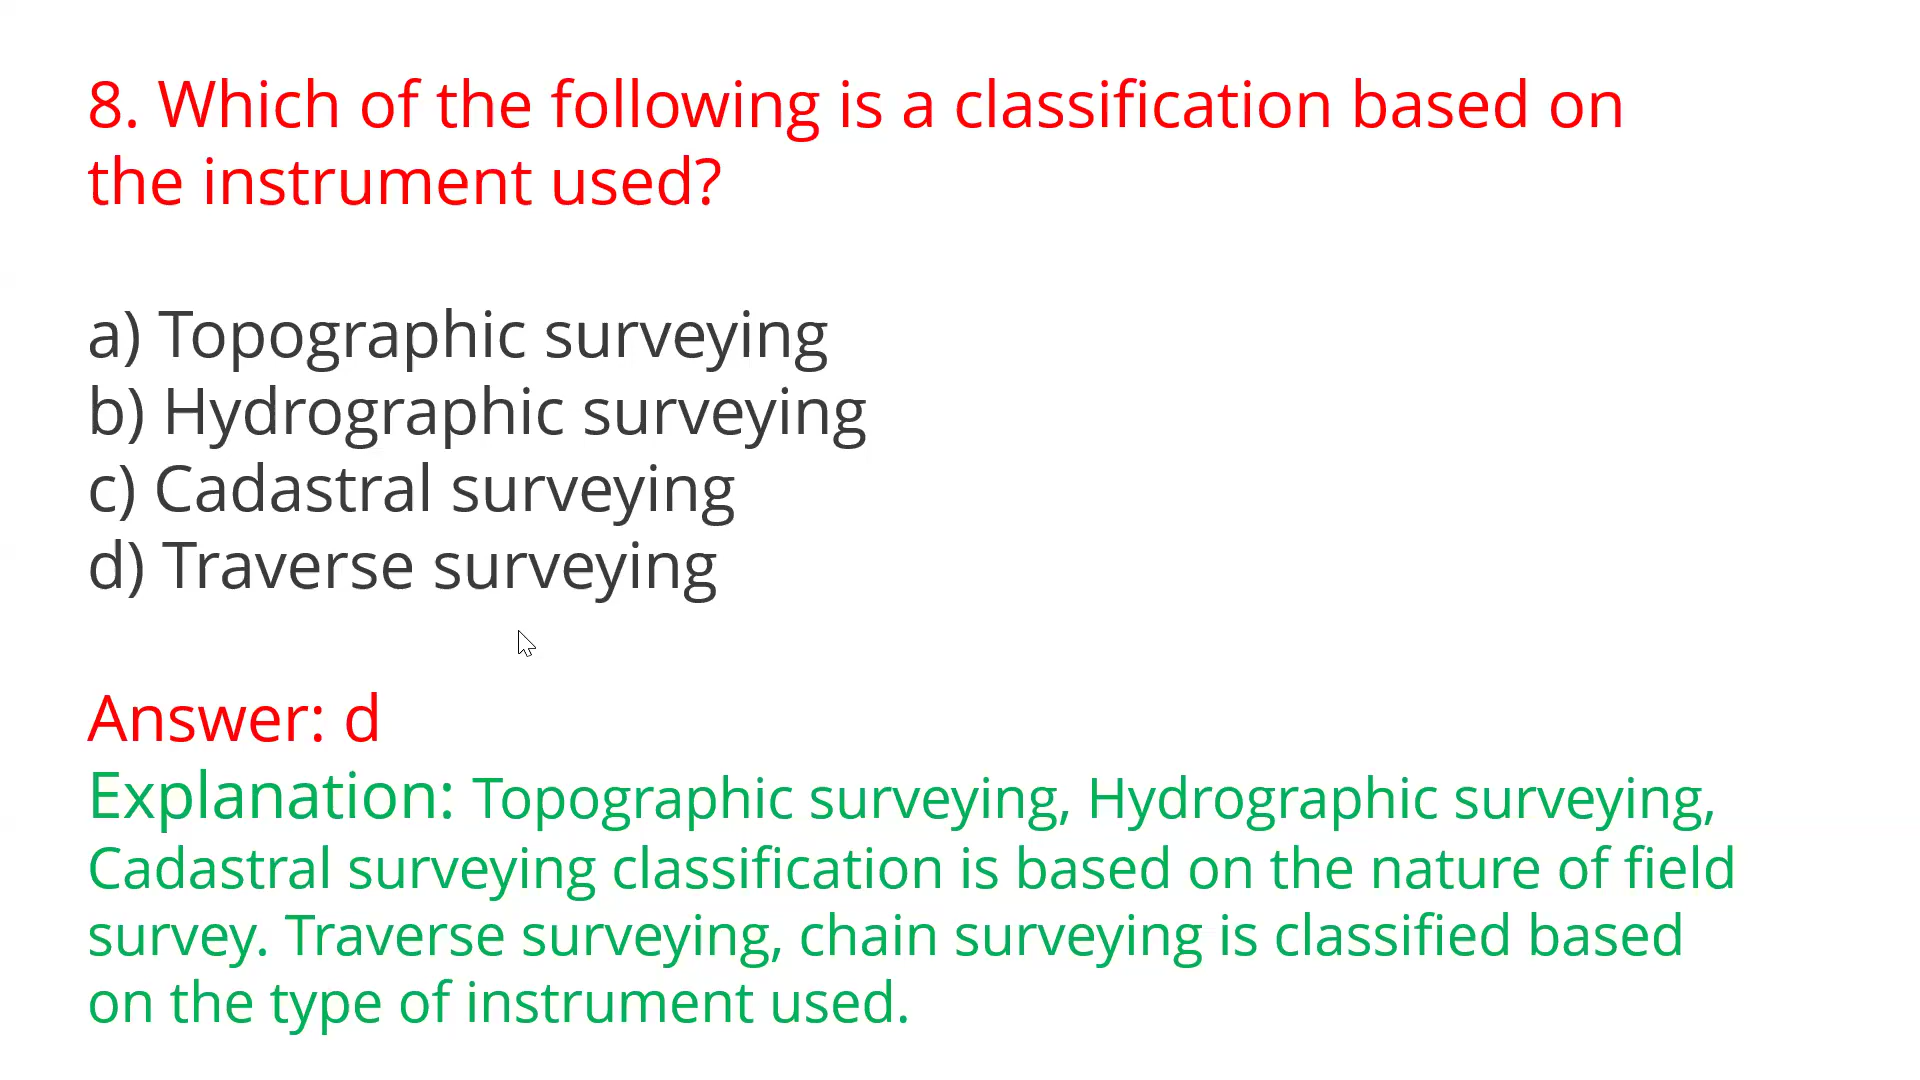 8. Which of the following is a classification based on
the instrument used?
a) Topographic surveying
b) Hydrographic surveying
c) Cadastral surveying
d) Traverse surveying
Answer: d
Explanation: Topographic surveying, Hydrographic surveying,
Cadastral surveying classification is based on the nature of field
survey. Traverse surveying, chain surveying is classified based
on the type of instrument used.